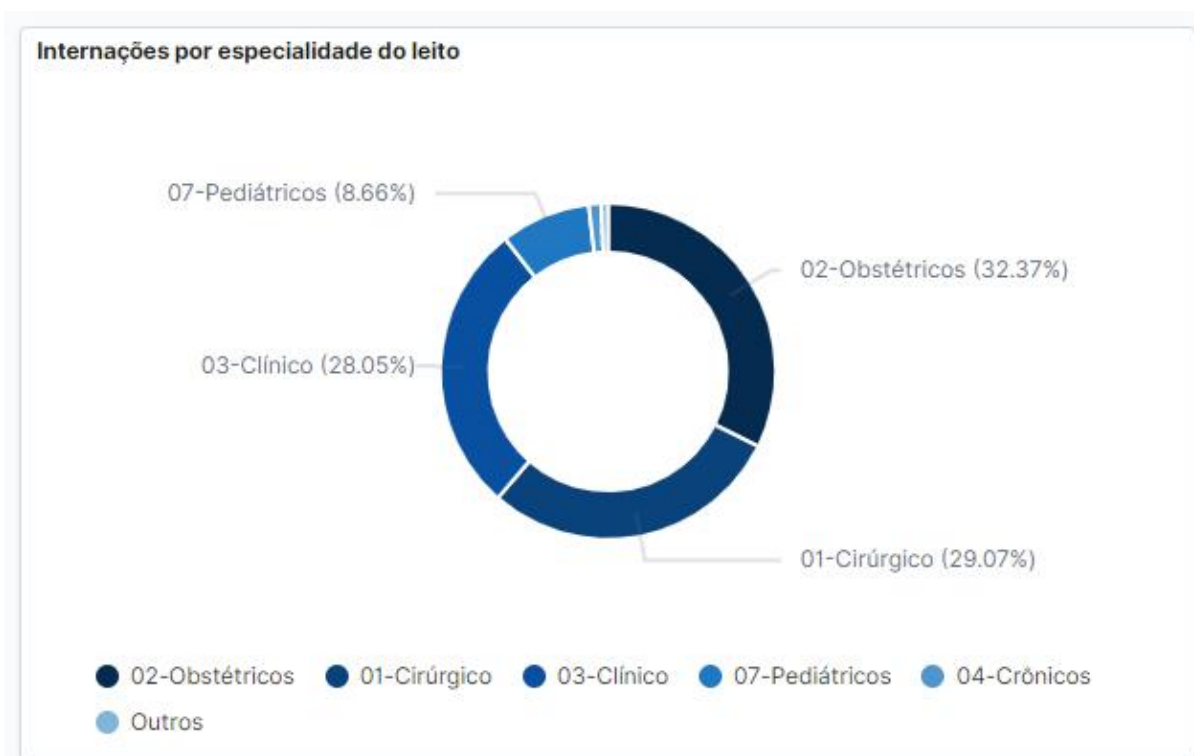 Internações por especialidade do leito
07-Pediátricos (8.66%)
02-Obstétricos (32.37%)
03-Clínico (28.05%)
01-Cirúrgico (29.07%)
02-Obstétricos 01-Cirúrgico 03-Clínico 07-Pediátricos 04-Crônicos
Outros